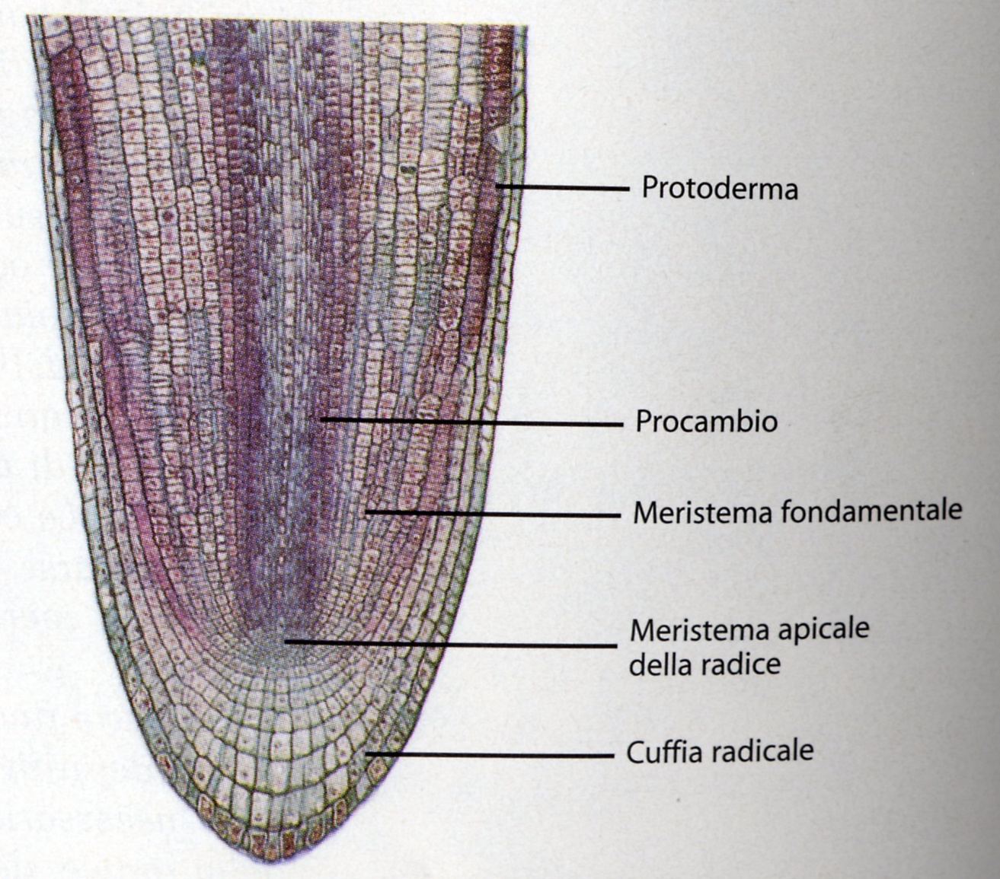 Protoderma
Procambio
Meristema fondamentale
Meristema apicale
della radice
Cuffia radicale